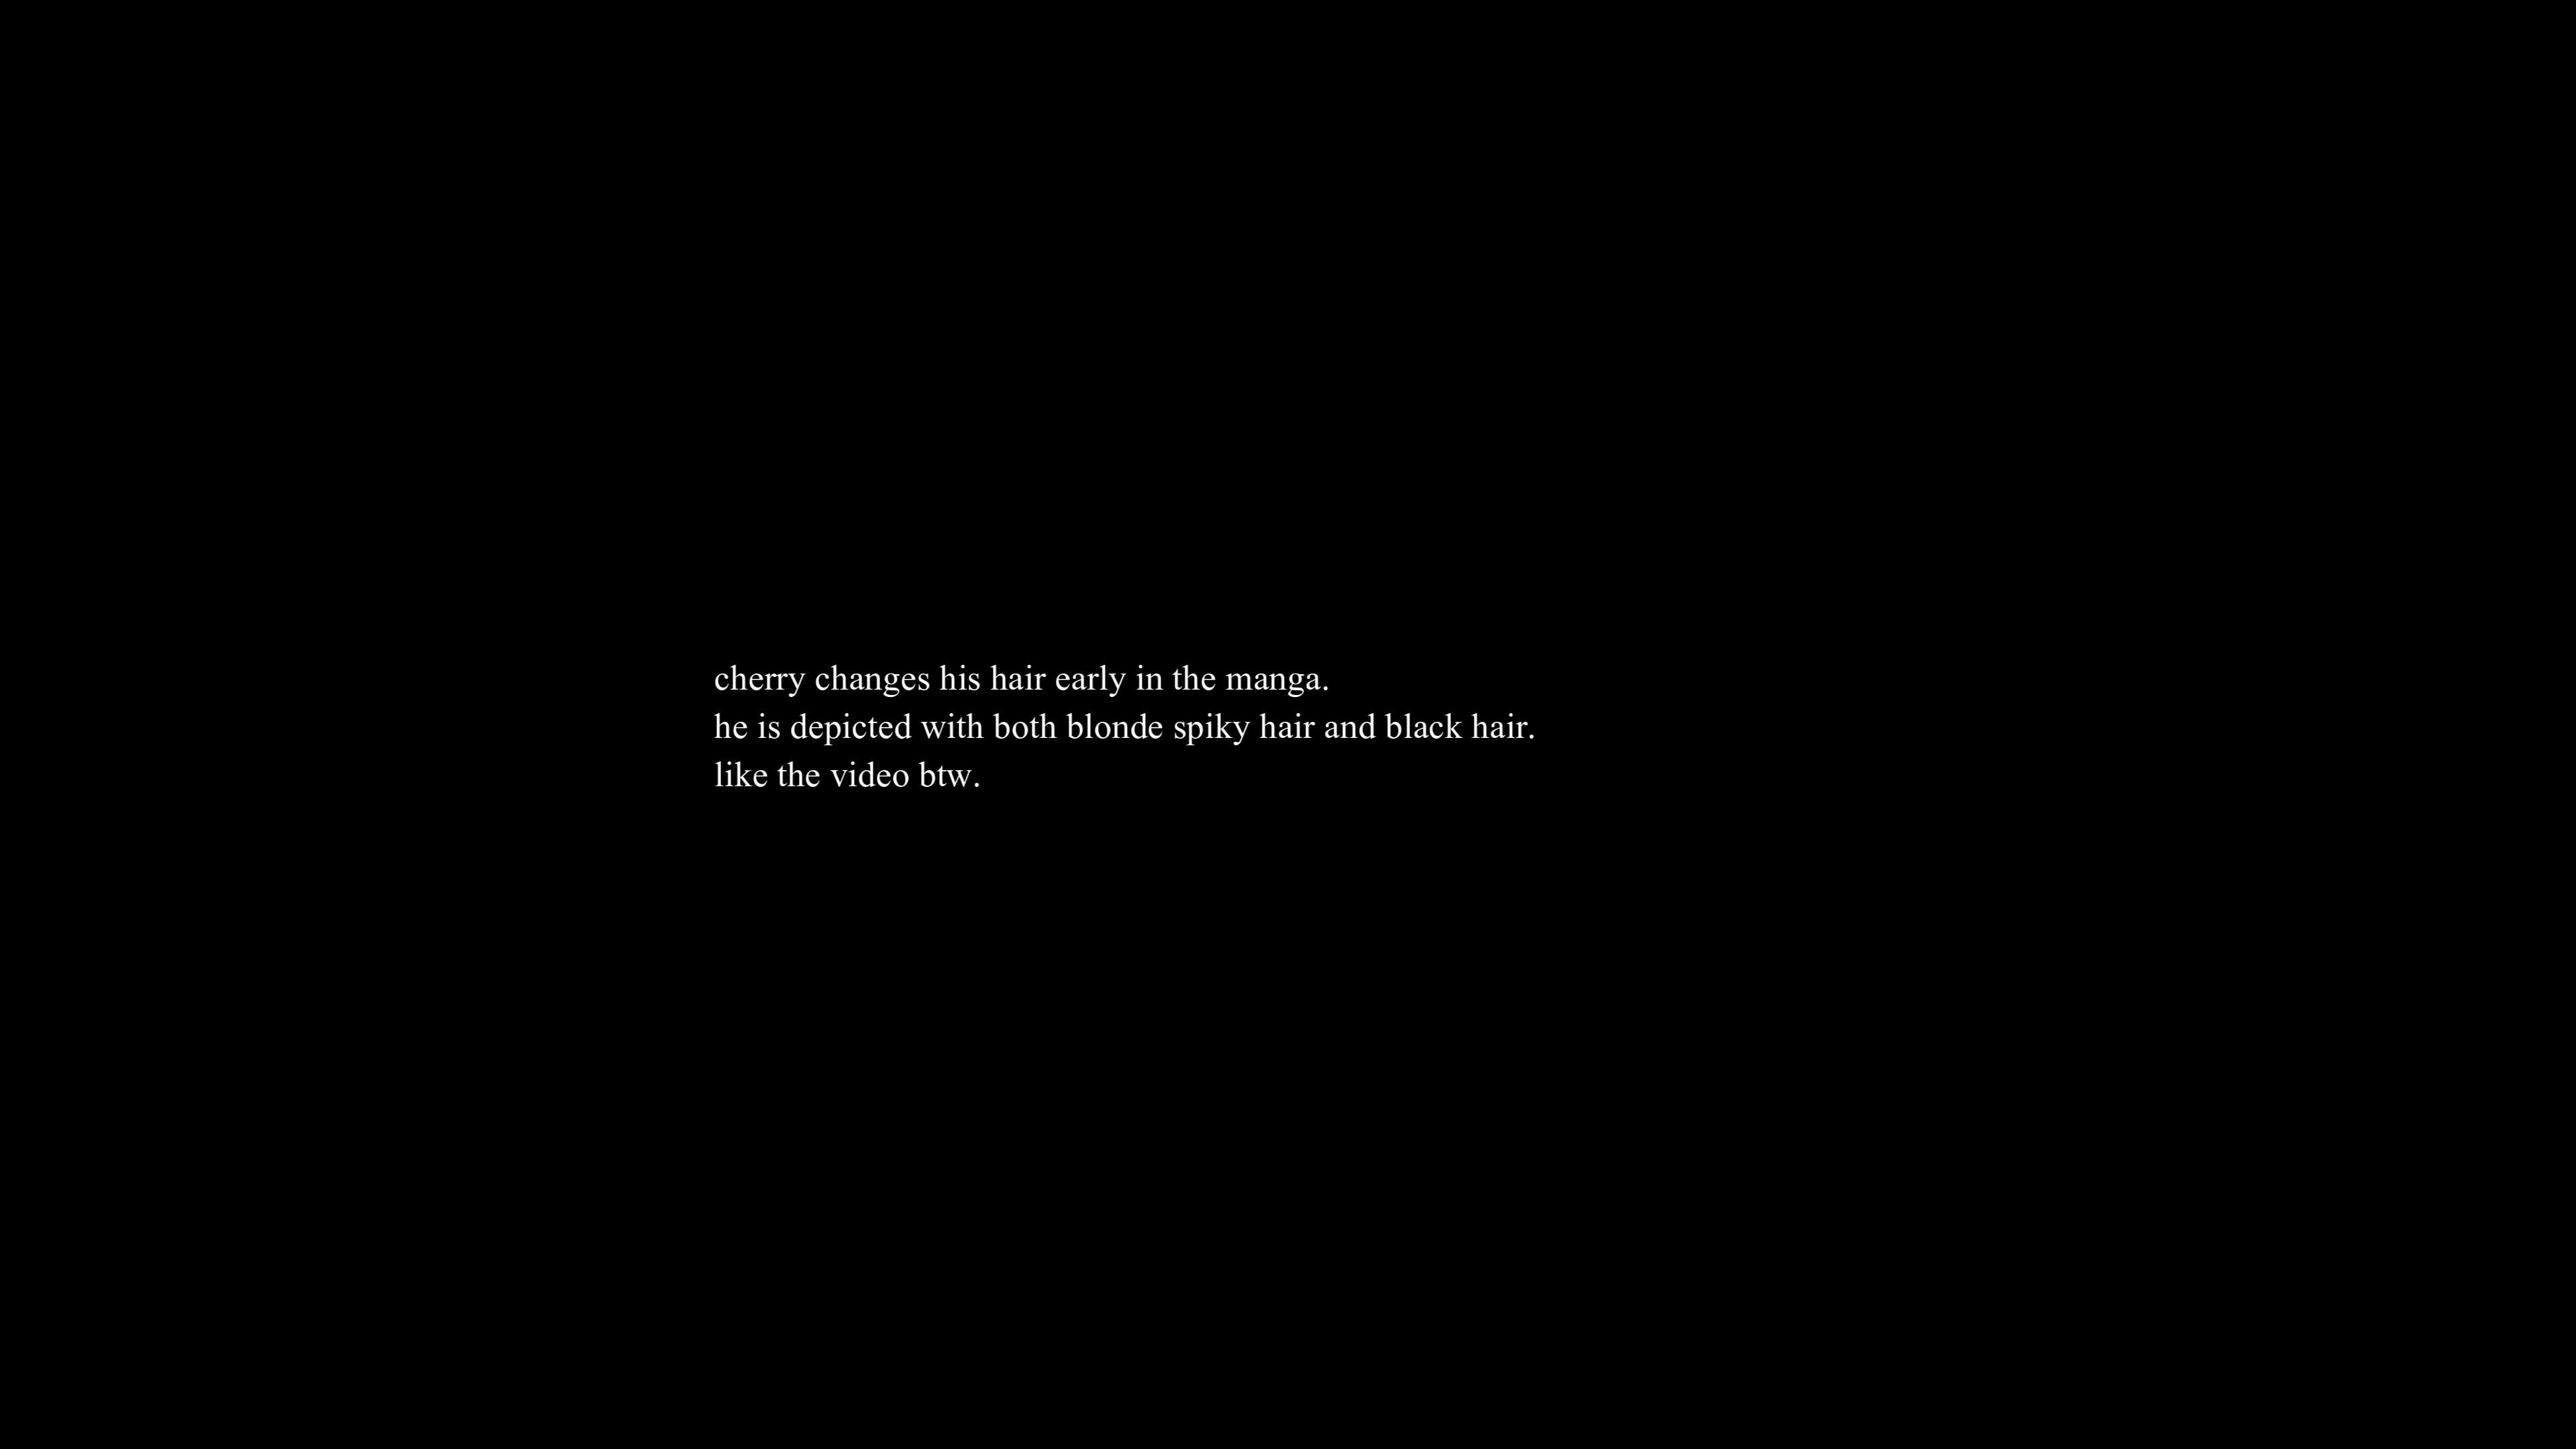 cherry changes his hair early in the manga.
he is depicted with both blonde spiky hair and black hair.
like the video btw.